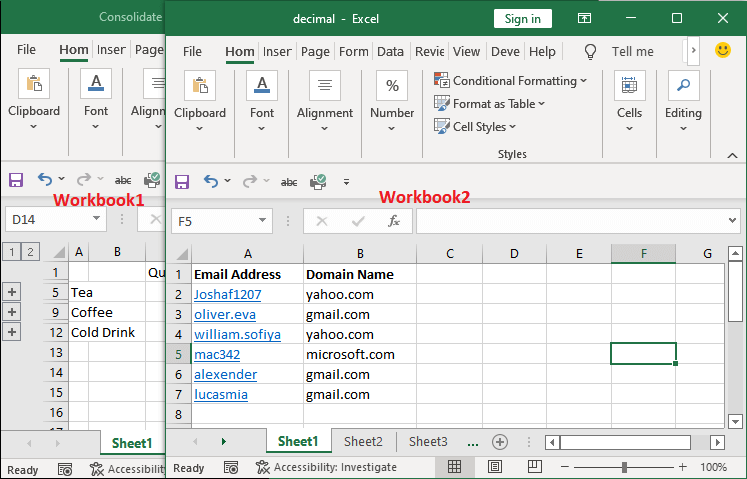 Consolidate
decimal - Excel
Sign in
File
Hom
Inser
Page
File
Hom
Inser
Page
Form
Data
Revie
View
Deve
Help
Tell me
Clipboard
Font
Alignm
Clipboard
Font
Alignment
%
Number
Conditional Formatting
Format as Table
Cell Styles
Styles
Cells
Editing
abc
abc
Workbook1
Workbook2
D14
F5
fx
1 2
A B
A B C D E F G
1 Qu
5 Tea
9 Coffee
12 Cold Drink
13
14
15
16
17
1 Email Address Domain Name
2 Joshaf1207 yahoo.com
3 oliver.eva gmail.com
4 william.sofiya yahoo.com
5 mac342 microsoft.com
6 alexender gmail.com
7 lucasmia gmail.com
8
Sheet1
Sheet1 Sheet2 Sheet3 ...
Ready
Accessibility
Ready
Accessibility: Investigate
100%